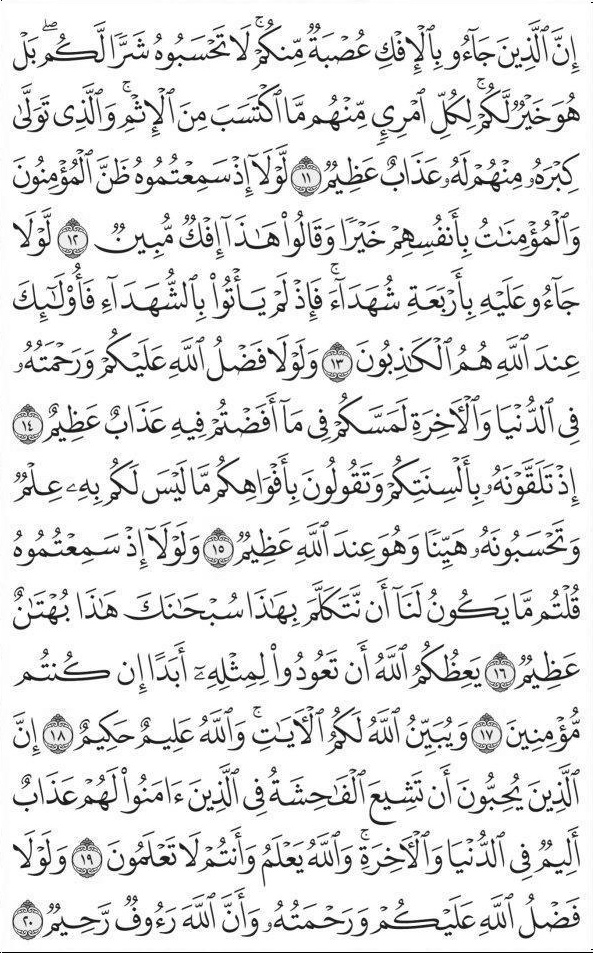 إِنَّ ٱلَّذِينَ جَآءُو بِٱلْإِفْكِ عُصْبَةٌ مِّنكُمْ ۚ لَا تَحْسَبُوهُ شَرًّا لَّكُم ۖ بَلْ
هُوَ خَيْرٌ لَّكُمْ ۚ لِكُلِّ ٱمْرِئٍ مِّنْهُم مَّا ٱكْتَسَبَ مِنَ ٱلْإِثْمِ ۚ وَٱلَّذِى تَوَلَّىٰ
كِبْرَهُۥ مِنْهُمْ لَهُۥ عَذَابٌ عَظِيمٌ ١١ لَّوْلَآ إِذْ سَمِعْتُمُوهُ ظَنَّ ٱلْمُؤْمِنُونَ
وَٱلْمُؤْمِنَٰتُ بِأَنفُسِهِمْ خَيْرًا وَقَالُوا۟ هَٰذَآ إِفْكٌ مُّبِينٌ ١٢ لَّوْلَا
جَآءُو عَلَيْهِ بِأَرْبَعَةِ شُهَدَآءَ ۚ فَإِذْ لَمْ يَأْتُوا۟ بِٱلشُّهَدَآءِ فَأُو۟لَٰٓئِكَ
عِندَ ٱللَّهِ هُمُ ٱلْكَٰذِبُونَ ١٣ وَلَوْلَا فَضْلُ ٱللَّهِ عَلَيْكُمْ وَرَحْمَتُهُۥ
فِى ٱلدُّنْيَا وَٱلْءَاخِرَةِ لَمَسَّكُمْ فِى مَآ أَفَضْتُمْ فِيهِ عَذَابٌ عَظِيمٌ ١٤
إِذْ تَلَقَّوْنَهُۥ بِأَلْسِنَتِكُمْ وَتَقُولُونَ بِأَفْوَاهِكُم مَّا لَيْسَ لَكُم بِهِۦ عِلْمٌ
وَتَحْسَبُونَهُۥ هَيِّنًا وَهُوَ عِندَ ٱللَّهِ عَظِيمٌ ١٥ وَلَوْلَآ إِذْ سَمِعْتُمُوهُ
قُلْتُم مَّا يَكُونُ لَنَآ أَن نَّتَكَلَّمَ بِهَٰذَا سُبْحَٰنَكَ هَٰذَا بُهْتَٰنٌ
عَظِيمٌ ١٦ يَعِظُكُمُ ٱللَّهُ أَن تَعُودُوا۟ لِمِثْلِهِۦٓ أَبَدًا إِن كُنتُم
مُّؤْمِنِينَ ١٧ وَيُبَيِّنُ ٱللَّهُ لَكُمُ ٱلْءَايَٰتِ ۚ وَٱللَّهُ عَلِيمٌ حَكِيمٌ ١٨ إِنَّ
ٱلَّذِينَ يُحِبُّونَ أَن تَشِيعَ ٱلْفَٰحِشَةُ فِى ٱلَّذِينَ ءَامَنُوا۟ لَهُمْ عَذَابٌ
أَلِيمٌ فِى ٱلدُّنْيَا وَٱلْءَاخِرَةِ ۚ وَٱللَّهُ يَعْلَمُ وَأَنتُمْ لَا تَعْلَمُونَ ١٩ وَلَوْلَا
فَضْلُ ٱللَّهِ عَلَيْكُمْ وَرَحْمَتُهُۥ وَأَنَّ ٱللَّهَ رَءُوفٌ رَّحِيمٌ ٢٠